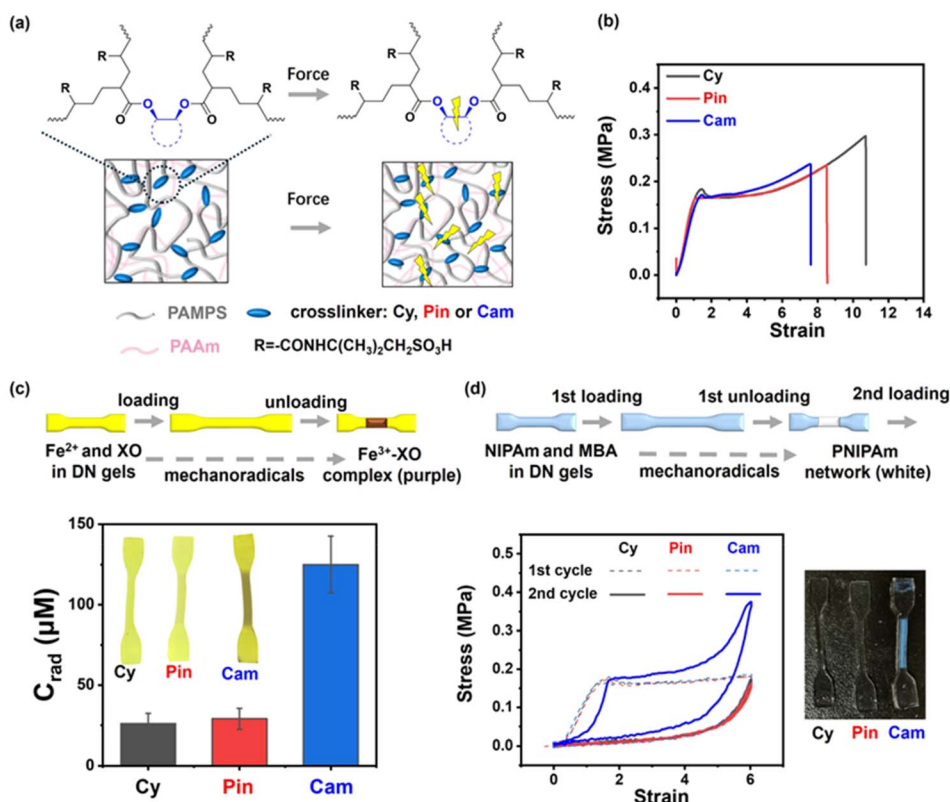 (a)
R
R
R
R
O
O
O
O
Force
R
R
R
R
O
O
O
O
Force
PAMPS
crosslinker: Cy, Pin or Cam
PAAm
R=-CONHC(CH₃)₂CH₂SO₃H
(b)
Stress (MPa)
0.4
0.3
0.2
0.1
0.0
Cy
Pin
Cam
0 2 4 6 8 10 12 14
Strain
(c)
loading
unloading
Fe²⁺ and XO
in DN gels
mechanoradicals
Fe³⁺-XO
complex (purple)
C_rad (μM)
150
100
50
0
Cy
Pin
Cam
Cy
Pin
Cam
(d)
1st loading
1st unloading
2nd loading
NIPAm and MBA
in DN gels
mechanoradicals
PNIPAm
network (white)
Stress (MPa)
0.5
0.4
0.3
0.2
0.1
0.0
Cy Pin Cam
1st cycle
2nd cycle
0 2 4 6
Strain
Cy Pin Cam